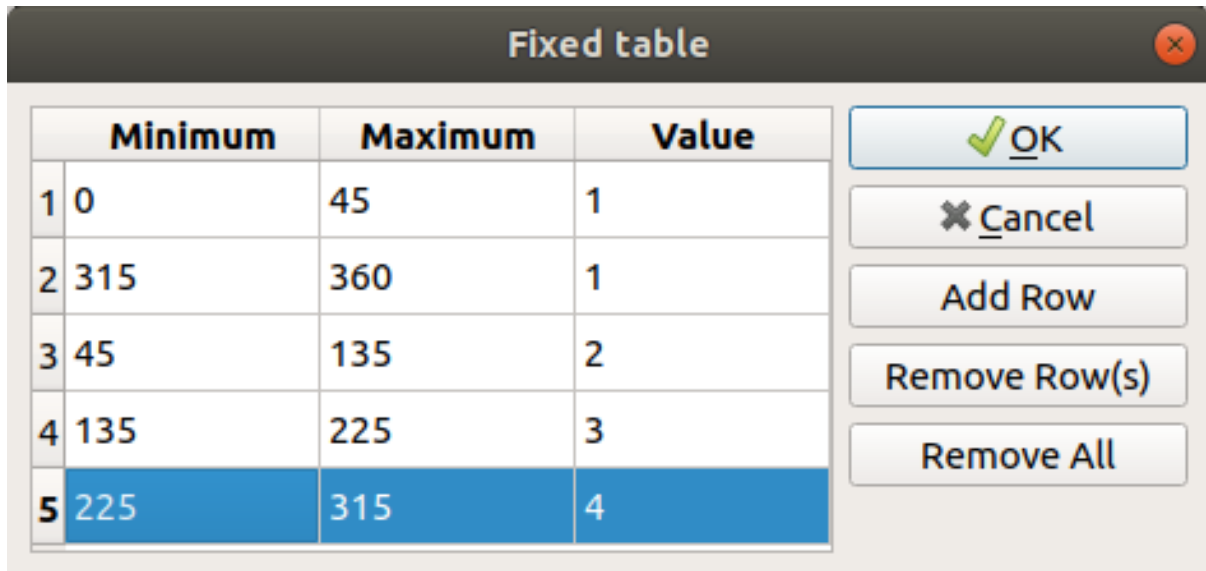 Fixed table
Minimum Maximum Value
1 0 45 1
2 315 360 1
3 45 135 2
4 135 225 3
5 225 315 4
OK
Cancel
Add Row
Remove Row(s)
Remove All